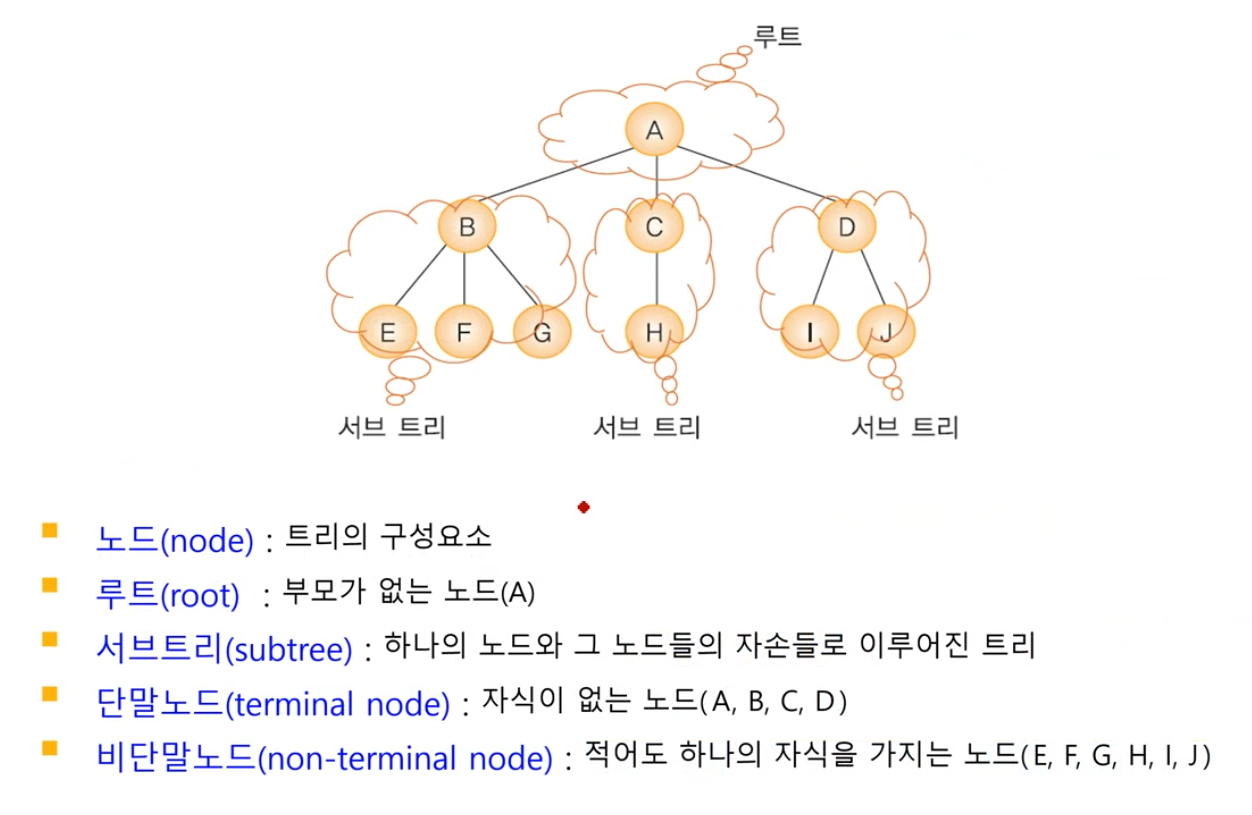 루트
A
B C D
E F G H I J
서브 트리 서브 트리 서브 트리
노드(node) : 트리의 구성요소
루트(root) : 부모가 없는 노드(A)
서브트리(subtree) : 하나의 노드와 그 노드들의 자손들로 이루어진 트리
단말노드(terminal node) : 자식이 없는 노드(A, B, C, D)
비단말노드(non-terminal node) : 적어도 하나의 자식을 가지는 노드(E, F, G, H, I, J)